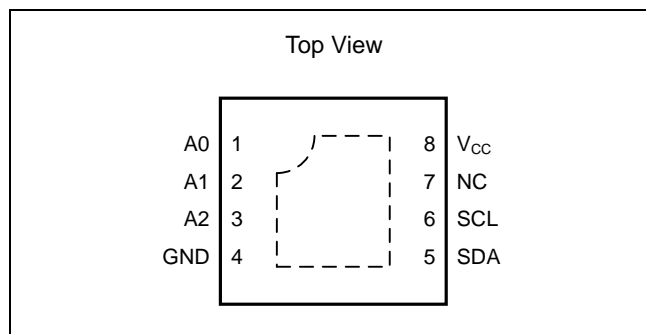 Top View
A0 1 8 VCC
A1 2 7 NC
A2 3 6 SCL
GND 4 5 SDA